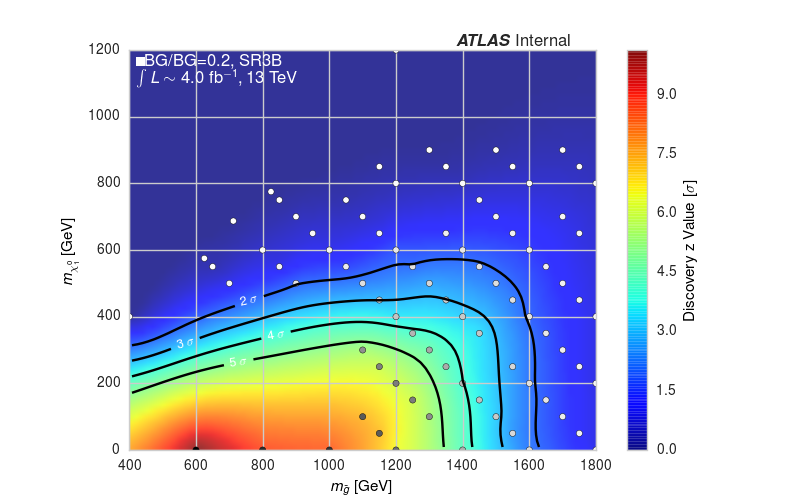 ATLAS Internal
BG/BG=0.2, SR3B
∫ L ~ 4.0 fb⁻¹, 13 TeV
1200
1000
800
600
400
200
0
m_χ̃₁⁰ [GeV]
2 σ
3 σ
4 σ
5 σ
400 600 800 1000 1200 1400 1600 1800
m_g̃ [GeV]
9.0
7.5
6.0
4.5
3.0
1.5
0.0
Discovery z Value [σ]